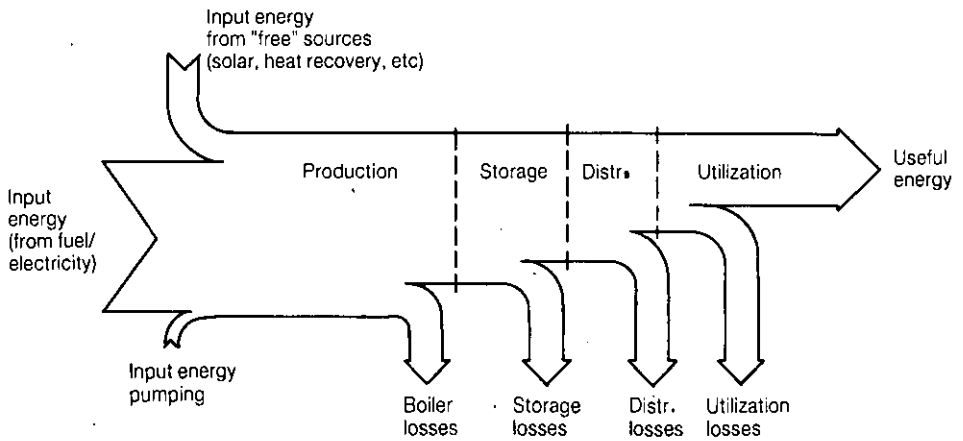 Input energy
from "free" sources
(solar, heat recovery, etc)
Production
Storage
Distr.
Utilization
Useful
energy
Input
energy
(from fuel/
electricity)
Input energy
pumping
Boiler
losses
Storage
losses
Distr.
losses
Utilization
losses